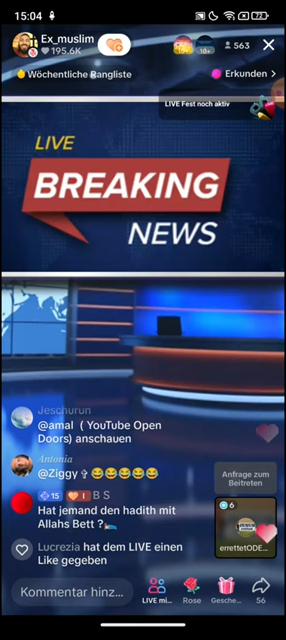 15:04
72
Ex_muslim
195.6K
10+
563
Wöchentliche Rangliste
Erkunden >
LIVE Fest noch aktiv
LIVE
BREAKING
NEWS
Jeschurun
@amal ( YouTube Open
Doors) anschauen
Antonia
@Ziggy ✞ 😂😂😂😂😂
15 I B S
Hat jemand den hadith mit
Allahs Bett ?🛌
Lucrezia hat dem LIVE einen
Like gegeben
Anfrage zum
Beitreten
6
errettetODE...
Kommentar hinz...
LIVE mi...
Rose
Gesche...
56